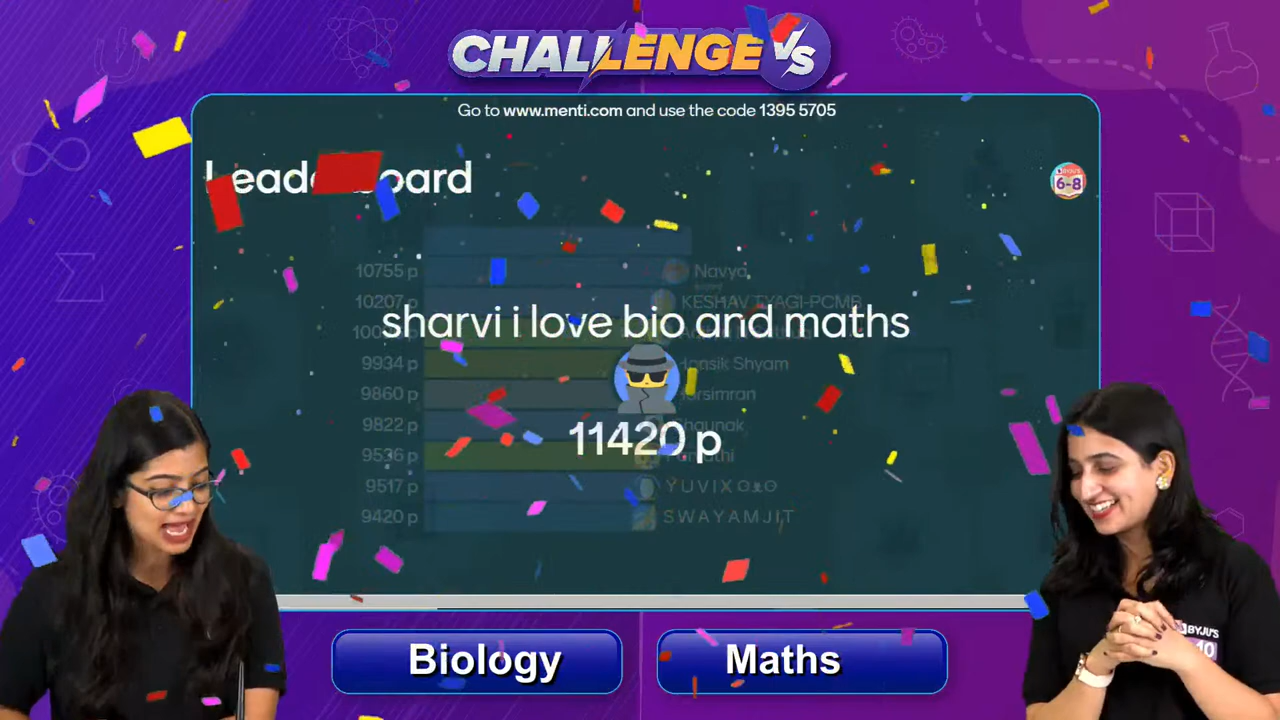 CHALLENGE VS
Go to www.menti.com and use the code 1395 5705
10755 p Navya
10207 p KESHAV TYAGI-PCMB
sharvi i love bio and maths
9934 p Shyam
9860 p
9822 p
11420 p
9536 p
9517 p YUVIX
9420 p SWAYAMJIT
6-8
BYJU'S
Biology
Maths